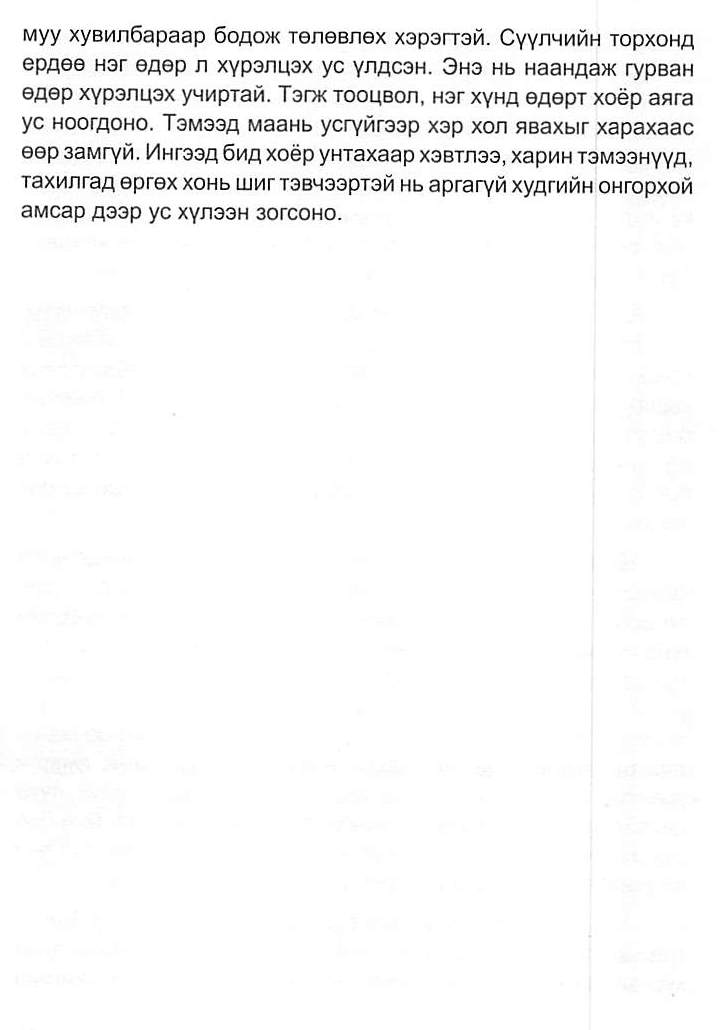 муу хувилбараар бодож төлөвлөх хэрэгтэй. Сүүлчийн торхонд
ердөө нэг өдөр л хүрэлцэх ус үлдсэн. Энэ нь наандаж гурван
өдөр хүрэлцэх учиртай. Тэгж тооцвол, нэг хүнд өдөрт хоёр аяга
ус ноогдоно. Тэмээд маань усгүйгээр хэр хол явахыг харахаас
өөр замгүй. Ингээд бид хоёр унтахаар хэвтлээ, харин тэмээнүүд,
тахилгад өргөх хонь шиг тэвчээртэй нь аргагүй худгийн онгорхой
амсар дээр ус хүлээн зогсоно.